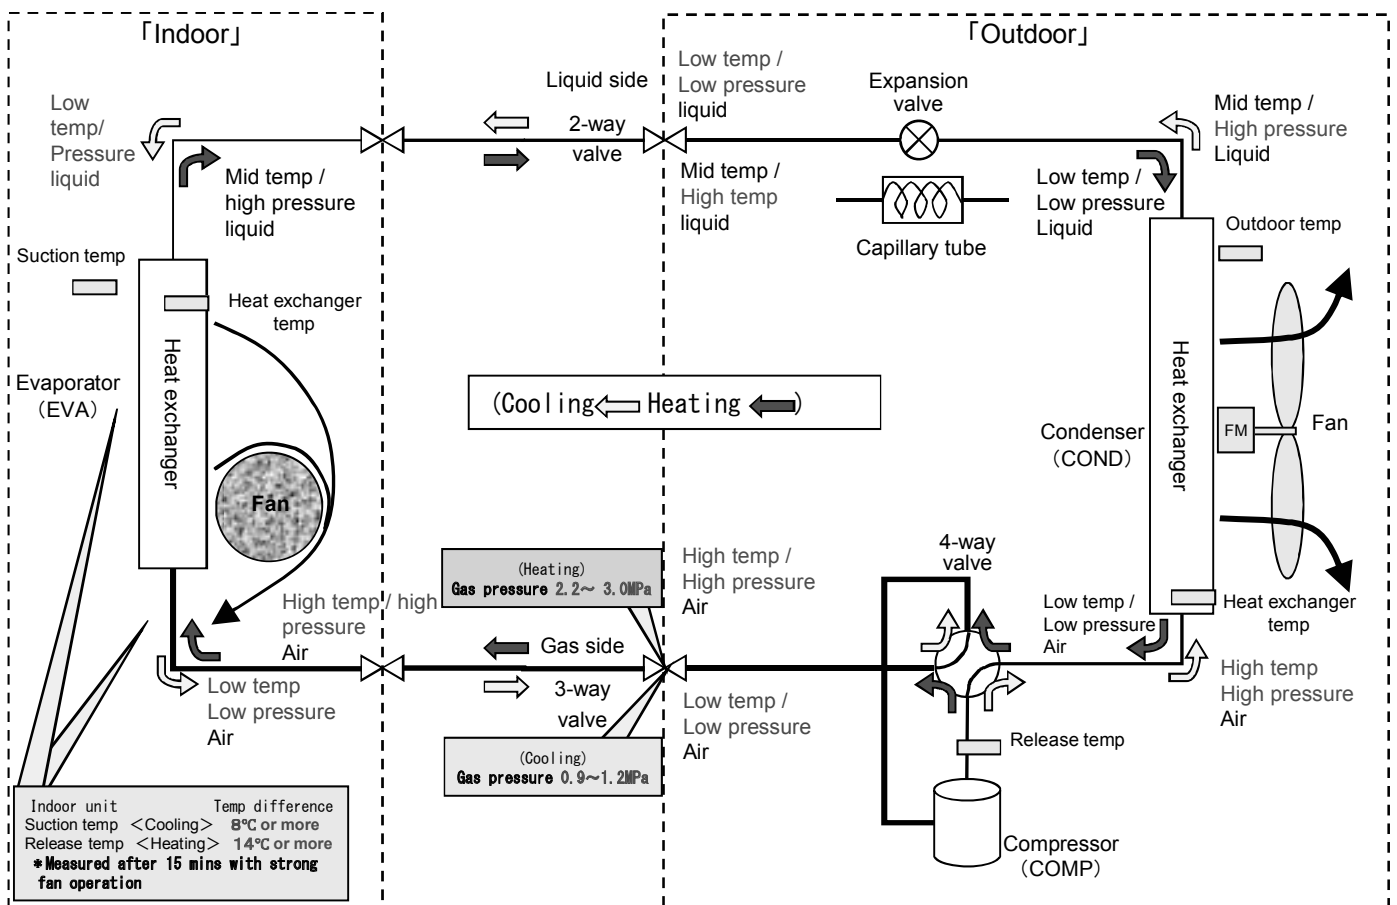 「Indoor」
「Outdoor」
Low
temp/
Pressure
liquid
Mid temp /
high pressure
liquid
Liquid side
2-way
valve
Low temp /
Low pressure
liquid
Mid temp /
High temp
liquid
Expansion
valve
Capillary tube
Mid temp /
High pressure
Liquid
Low temp /
Low pressure
Liquid
Suction temp
Heat exchanger
temp
Heat exchanger
Evaporator
(EVA)
Fan
(Cooling Heating )
Outdoor temp
Heat exchanger
Condenser
(COND)
FM
Fan
Heat exchanger
temp
(Heating)
Gas pressure 2.2～ 3.0MPa
High temp /
High pressure
Air
4-way
valve
Low temp /
Low pressure
Air
High temp / high
pressure
Air
Gas side
3-way
valve
Low temp
Low pressure
Air
Low temp /
Low pressure
Air
High temp
High pressure
Air
(Cooling)
Gas pressure 0.9～1.2MPa
Release temp
Compressor
(COMP)
Indoor unit Temp difference
Suction temp ＜Cooling＞ 8℃ or more
Release temp ＜Heating＞ 14℃ or more
*Measured after 15 mins with strong
fan operation